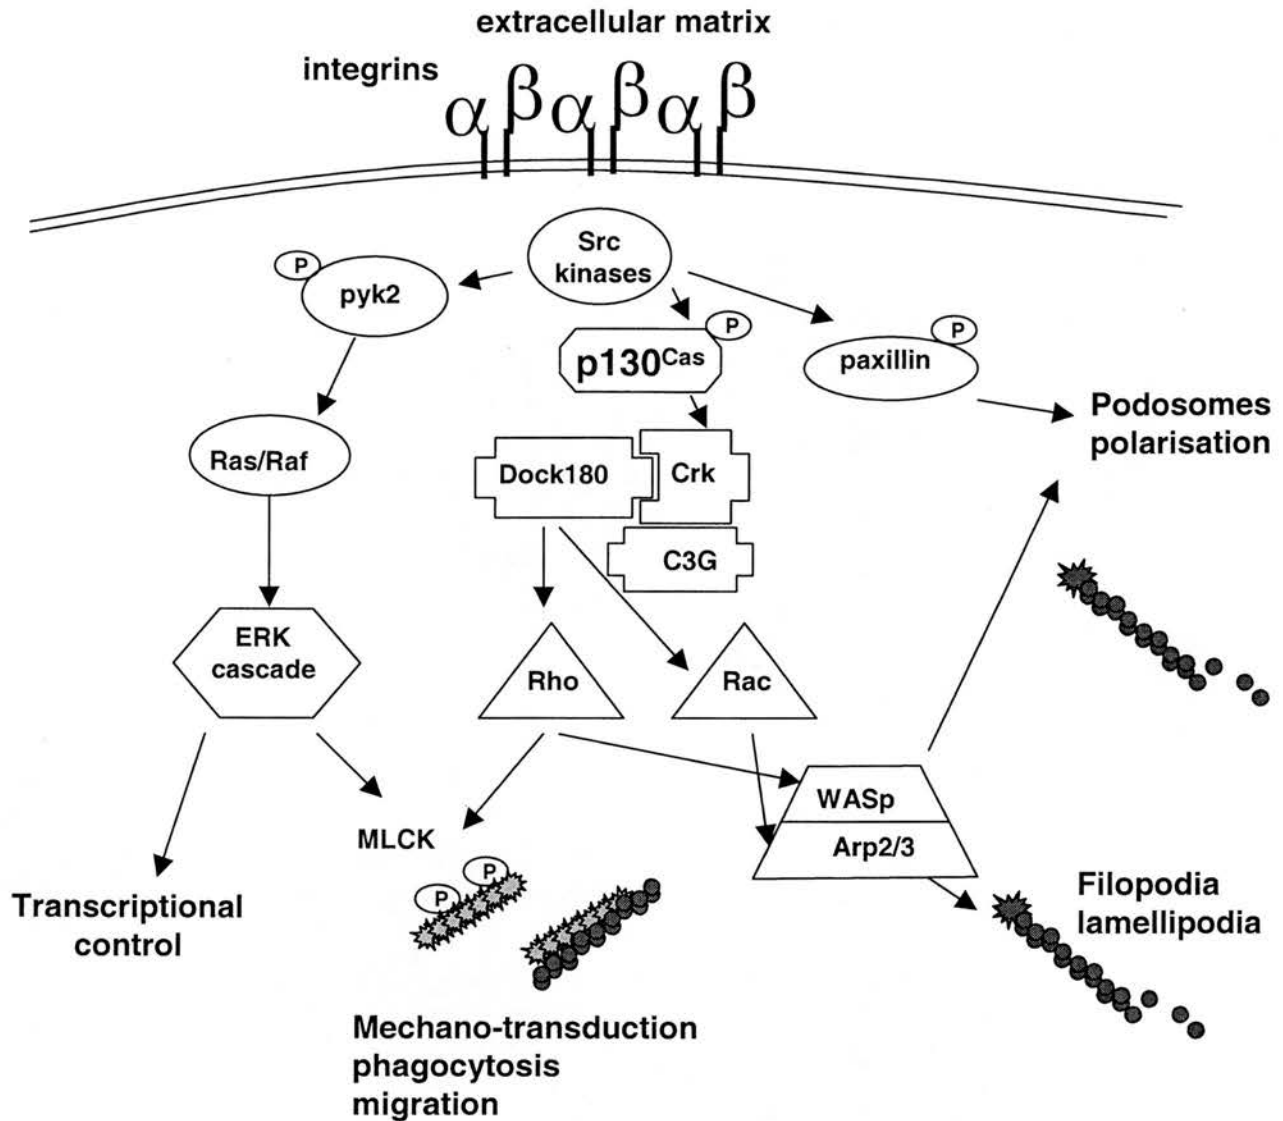 extracellular matrix
integrins
α β α β α β
Src
kinases
P
pyk2
P
p130Cas
P
paxillin
Podosomes
polarisation
Ras/Raf
Dock180
Crk
C3G
ERK
cascade
Rho
Rac
WASp
Arp2/3
MLCK
P
P
Transcriptional
control
Filopodia
lamellipodia
Mechano-transduction
phagocytosis
migration